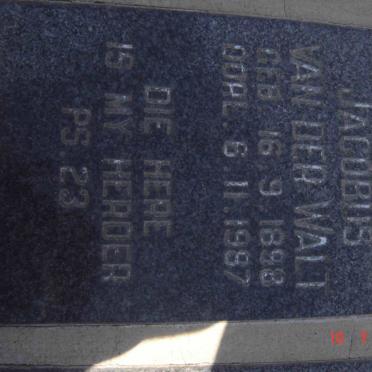 JACOBUS
VAN DER WALT
GEB 16 9 1898
OORL 6.11.1987
DIE HERE
IS MY HERDER
PS 23